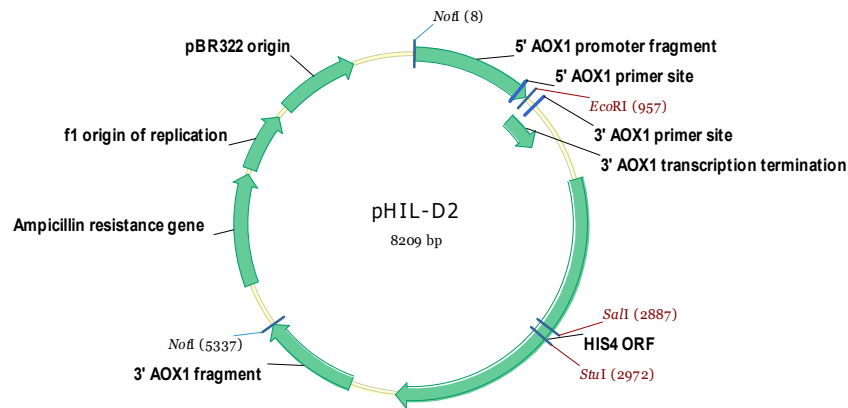 NotI (8)
pBR322 origin
5' AOX1 promoter fragment
5' AOX1 primer site
EcoRI (957)
f1 origin of replication
3' AOX1 primer site
3' AOX1 transcription termination
pHIL-D2
Ampicillin resistance gene
8209 bp
SalI (2887)
NotI (5337)
HIS4 ORF
3' AOX1 fragment
StuI (2972)